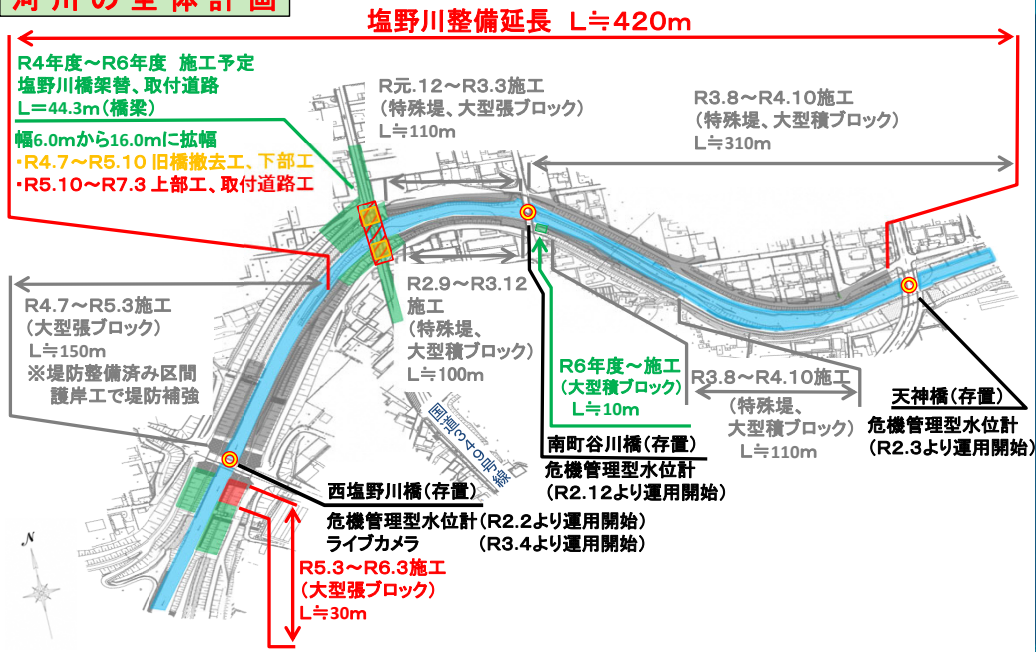 河川の全体計画
塩野川整備延長 L≒420m
R4年度～R6年度 施工予定
塩野川橋架替、取付道路
L=44.3m(橋梁)
幅6.0mから16.0mに拡幅
・R4.7～R5.10 旧橋撤去工、下部工
・R5.10～R7.3 上部工、取付道路工
R元.12～R3.3施工
(特殊堤、大型張ブロック)
L≒110m
R3.8～R4.10施工
(特殊堤、大型積ブロック)
L≒310m
R4.7～R5.3施工
(大型張ブロック)
L≒150m
※堤防整備済み区間
護岸工で堤防補強
R2.9～R3.12
施工
(特殊堤、
大型積ブロック)
L≒100m
国道349号線
R6年度～施工
(大型積ブロック)
L≒10m
R3.8～R4.10施工
(特殊堤、
大型積ブロック)
L≒110m
天神橋(存置)
危機管理型水位計
(R2.3より運用開始)
南町谷川橋(存置)
危機管理型水位計
(R2.12より運用開始)
西塩野川橋(存置)
危機管理型水位計(R2.2より運用開始)
ライブカメラ (R3.4より運用開始)
R5.3～R6.3施工
(大型張ブロック)
L≒30m
N